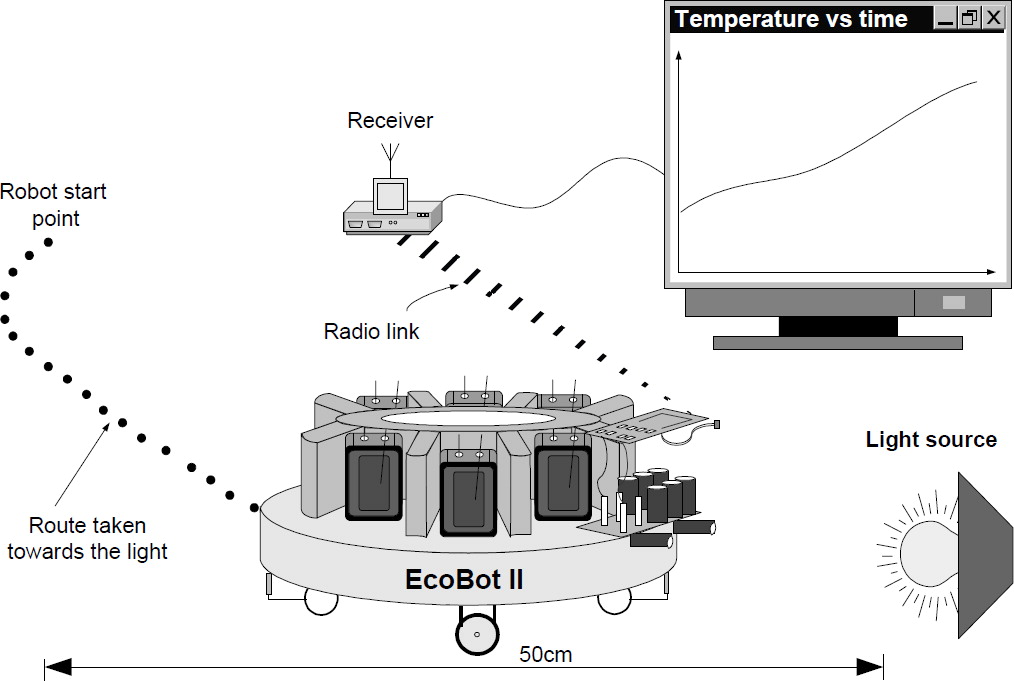 Temperature vs time
Receiver
Robot start
point
Radio link
Light source
Route taken
towards the light
EcoBot II
50cm